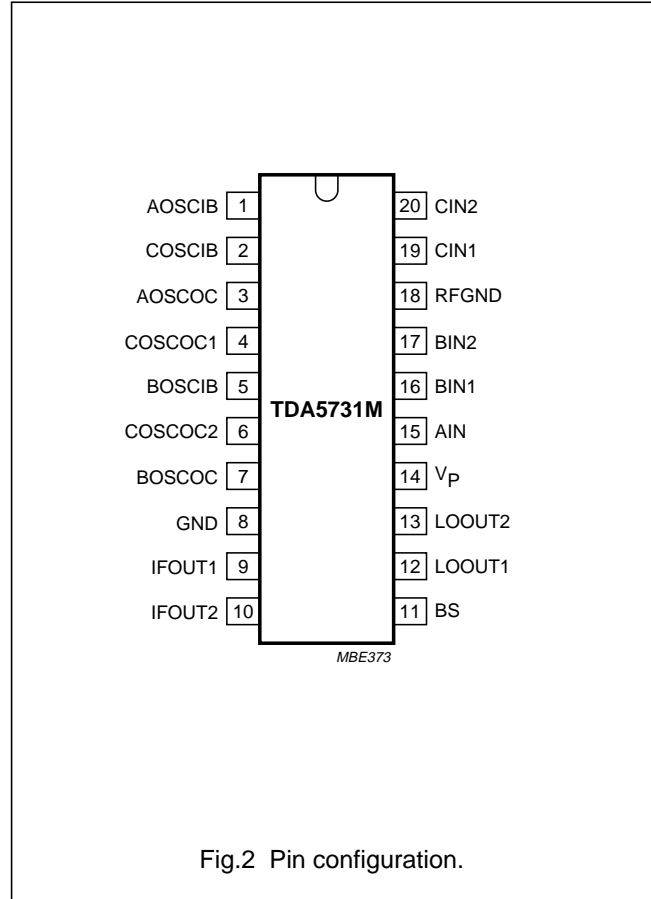 AOSCIB 1 20 CIN2
COSCIB 2 19 CIN1
AOSCOC 3 18 RFGND
COSCOC1 4 17 BIN2
BOSCIB 5 16 BIN1
TDA5731M
COSCOC2 6 15 AIN
BOSCOC 7 14 VP
GND 8 13 LOOUT2
IFOUT1 9 12 LOOUT1
IFOUT2 10 11 BS
MBE373
Fig.2 Pin configuration.